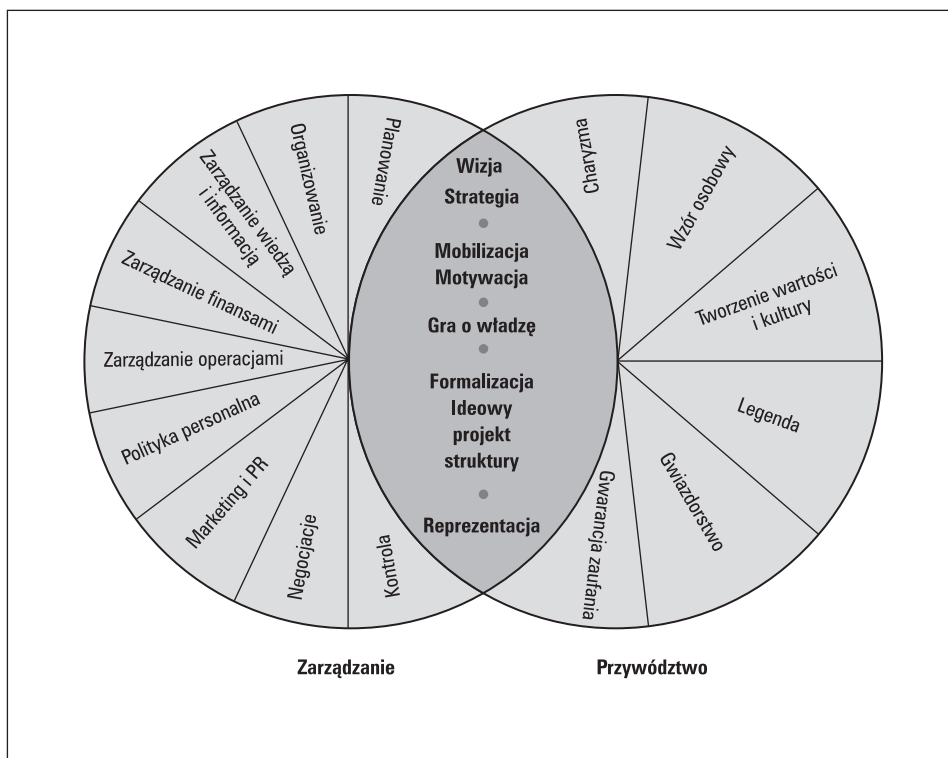 Planowanie
Organizowanie
Zarządzanie wiedzą
i informacją
Zarządzanie finansami
Zarządzanie operacjami
Polityka personalna
Marketing i PR
Negocjacje
Kontrola
Wizja
Strategia
Mobilizacja
Motywacja
Gra o władzę
Formalizacja
Ideowy
projekt
struktury
Reprezentacja
Charyzma
Wzór osobowy
Tworzenie wartości
i kultury
Legenda
Gwiazdorstwo
Gwarancja zaufania
Zarządzanie
Przywództwo